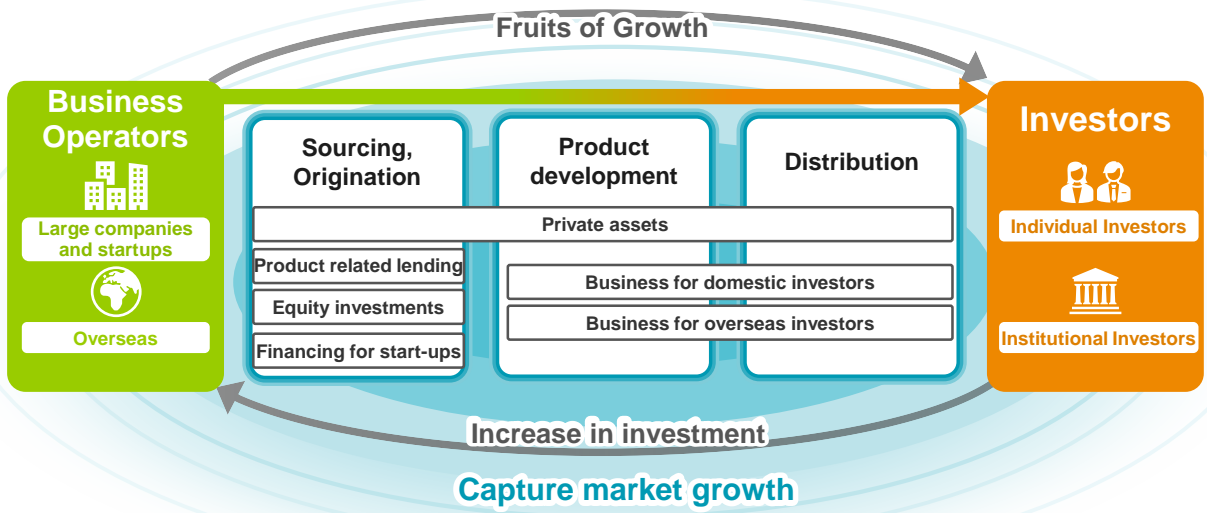 Fruits of Growth
Business
Operators
Large companies
and startups
Overseas
Sourcing,
Origination
Product
development
Distribution
Private assets
Product related lending
Equity investments
Financing for start-ups
Business for domestic investors
Business for overseas investors
Investors
Individual Investors
Institutional Investors
Increase in investment
Capture market growth